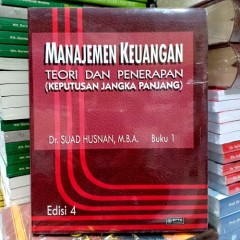 MANAJEMEN KEUANGAN
TEORI DAN PENERAPAN
(KEPUTUSAN JANGKA PANJANG)
Dr. SUAD HUSNAN, M.B.A. Buku 1
Edisi 4